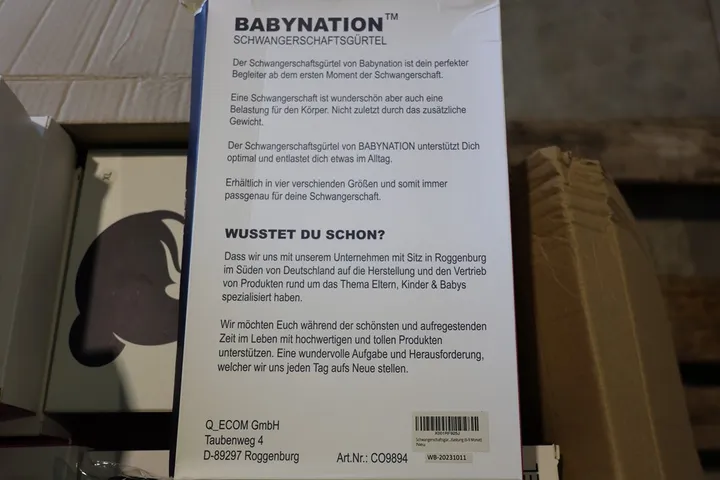 BABYNATION™
SCHWANGERSCHAFTSGÜRTEL
Der Schwangerschaftsgürtel von Babynation ist dein perfekter
Begleiter ab dem ersten Moment der Schwangerschaft.
Eine Schwangerschaft ist wunderschön aber auch eine
Belastung für den Körper. Nicht zuletzt durch das zusätzliche
Gewicht.
Der Schwangerschaftsgürtel von BABYNATION unterstützt Dich
optimal und entlastet dich etwas im Alltag.
Erhältlich in vier verschienden Größen und somit immer
passgenau für deine Schwangerschaft.
WUSSTET DU SCHON?
Dass wir uns mit unserem Unternehmen mit Sitz in Roggenburg
im Süden von Deutschland auf die Herstellung und den Vertrieb
von Produkten rund um das Thema Eltern, Kinder & Babys
spezialisiert haben.
Wir möchten Euch während der schönsten und aufregestenden
Zeit im Leben mit hochwertigen und tollen Produkten
unterstützen. Eine wundervolle Aufgabe und Herausforderung,
welcher wir uns jeden Tag aufs Neue stellen.
Q_ECOM GmbH
Taubenweg 4
D-89297 Roggenburg
Art.Nr.: CO9894
WB-20231011